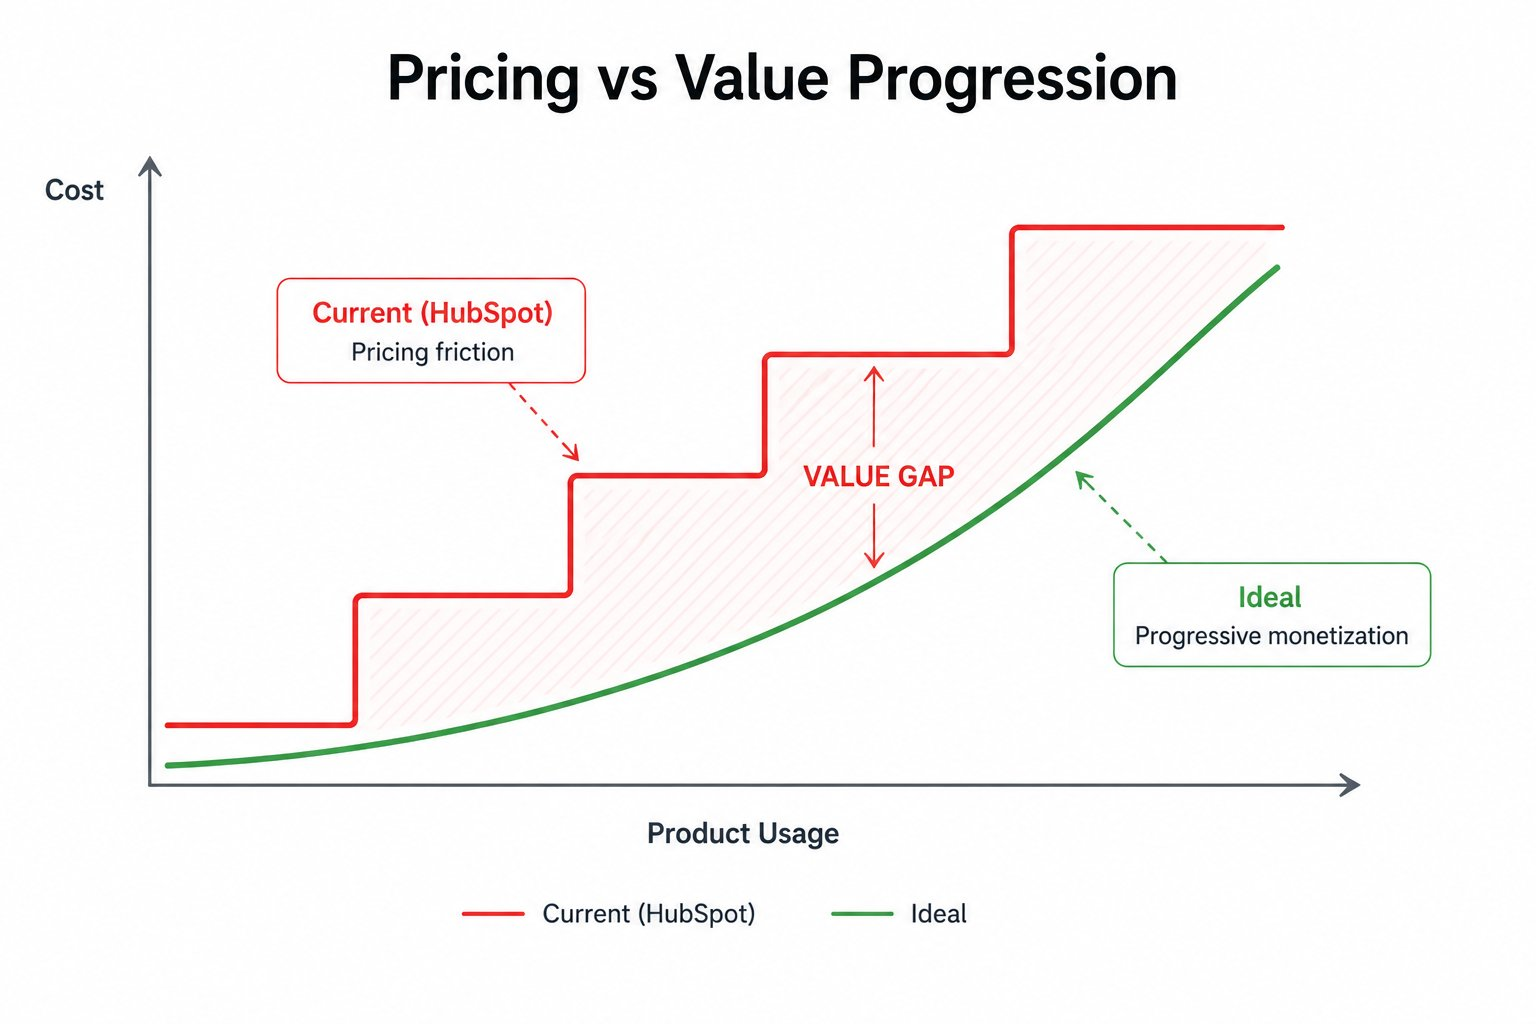 Pricing vs Value Progression
Cost
Current (HubSpot)
Pricing friction
VALUE GAP
Ideal
Progressive monetization
Product Usage
Current (HubSpot)
Ideal